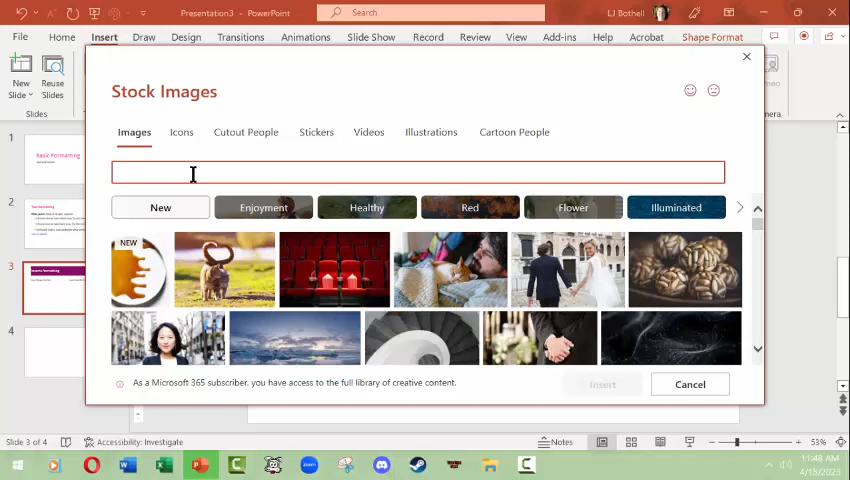 Presentation3 - PowerPoint
Search
LJ Bothell
File Home Insert Draw Design Transitions Animations Slide Show Record Review View Add-ins Help Acrobat Shape Format
New Slide
Reuse Slides
Slides
Stock Images
Images Icons Cutout People Stickers Videos Illustrations Cartoon People
New Enjoyment Healthy Red Flower Illuminated
NEW
As a Microsoft 365 subscriber, you have access to the full library of creative content.
Insert Cancel
1
Basic Formatting
2
3
4
Slide 3 of 4 Accessibility: Investigate Notes 53%
11:48 AM
4/15/2023